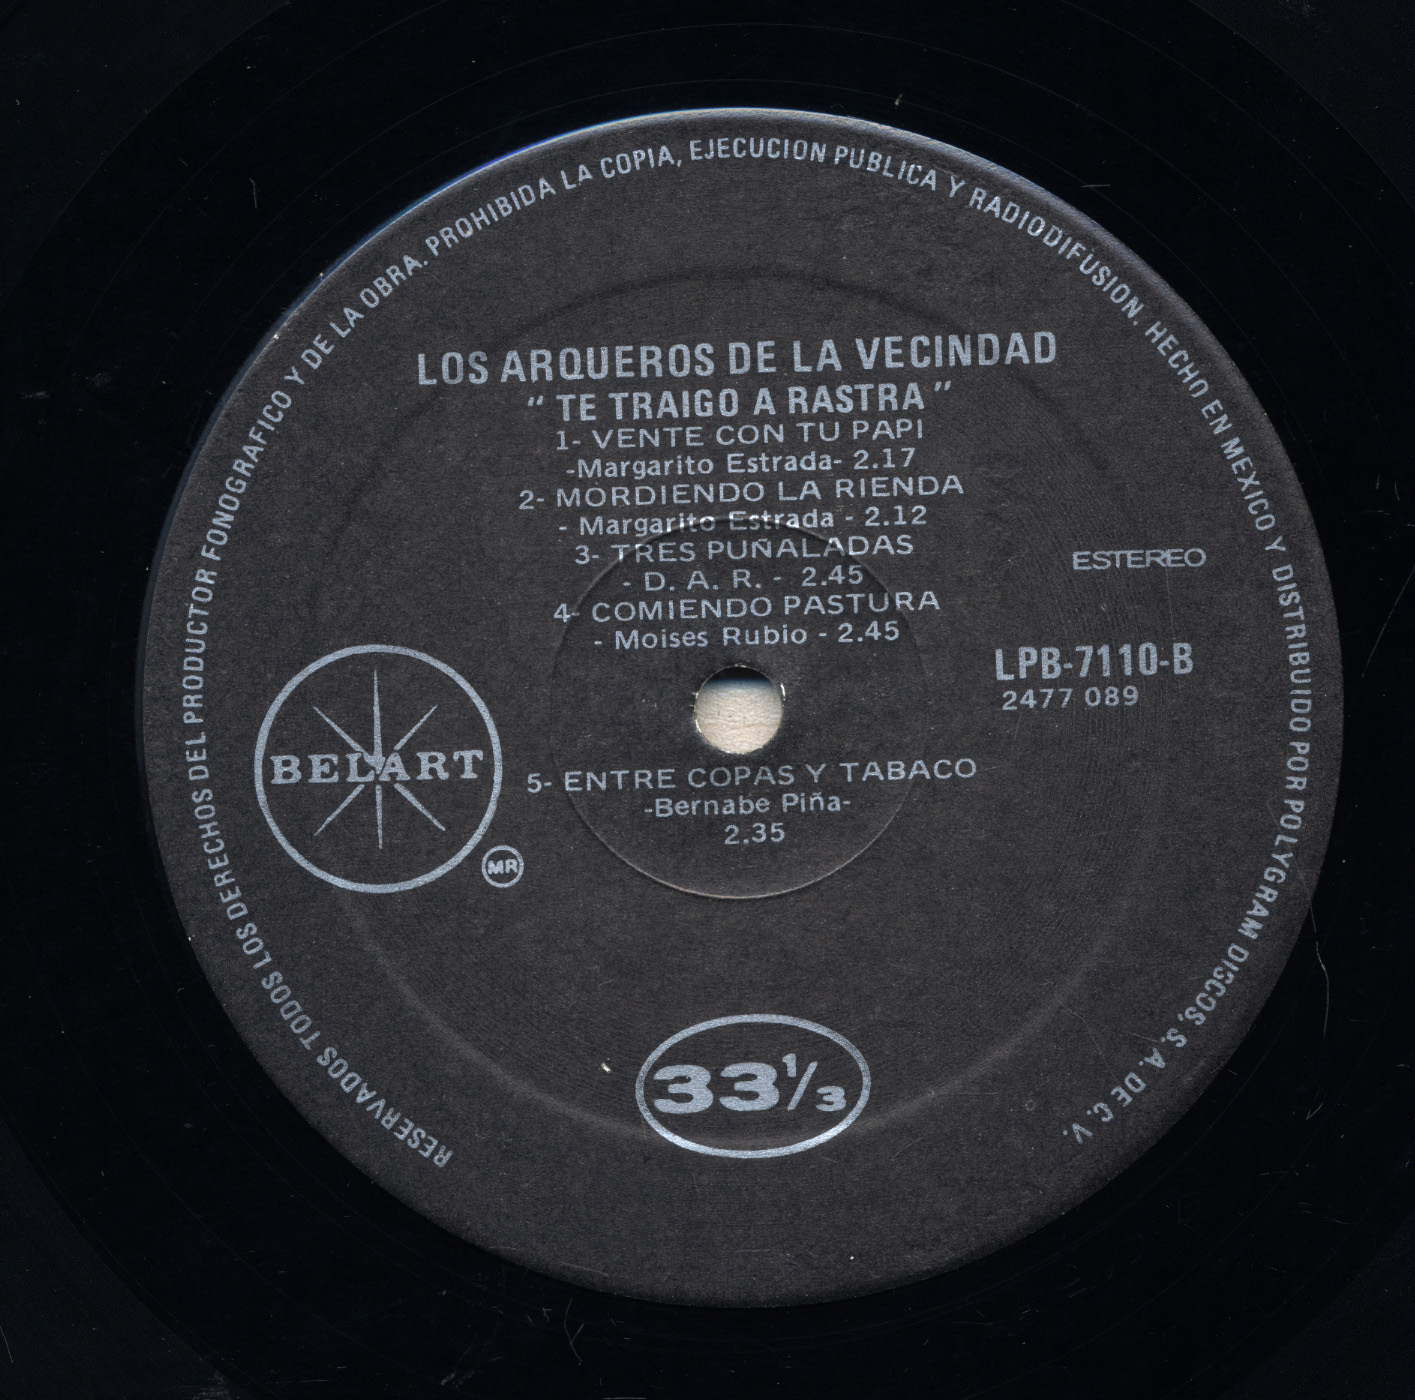 RESERVADOS TODOS LOS DERECHOS DEL PRODUCTOR FONOGRAFICO Y DE LA OBRA. PROHIBIDA LA COPIA, EJECUCION PUBLICA Y RADIODIFUSION. HECHO EN MEXICO Y DISTRIBUIDO POR POLYGRAM DISCOS, S. A. DE C. V.
LOS ARQUEROS DE LA VECINDAD
" TE TRAIGO A RASTRA "
1- VENTE CON TU PAPI
-Margarito Estrada- 2.17
2- MORDIENDO LA RIENDA
- Margarito Estrada - 2.12
3- TRES PUÑALADAS
- D. A. R. - 2.45
4- COMIENDO PASTURA
- Moises Rubio - 2.45
ESTEREO
LPB-7110-B
2477 089
BELART
MR
5- ENTRE COPAS Y TABACO
-Bernabe Piña-
2.35
33 1/3